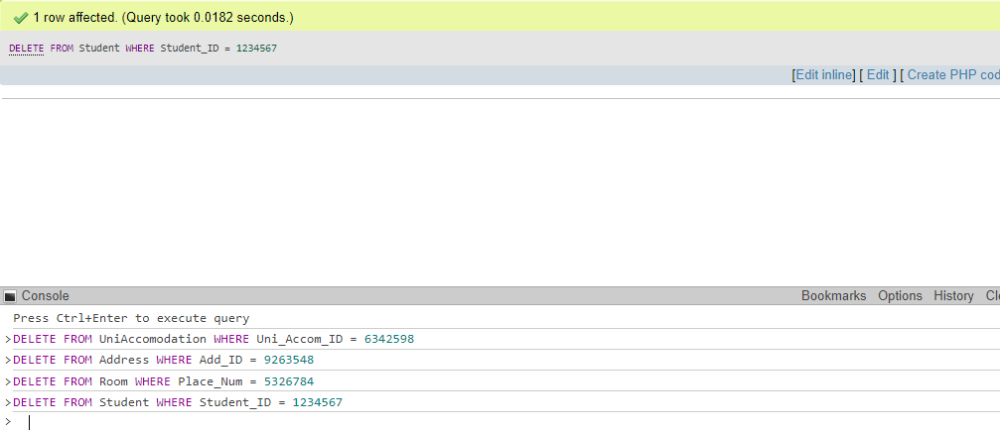 1 row affected. (Query took 0.0182 seconds.)
DELETE FROM Student WHERE Student_ID = 1234567
[Edit inline] [ Edit ] [ Create PHP cod
Console Bookmarks Options History Cl
Press Ctrl+Enter to execute query
>DELETE FROM UniAccomodation WHERE Uni_Accom_ID = 6342598
>DELETE FROM Address WHERE Add_ID = 9263548
>DELETE FROM Room WHERE Place_Num = 5326784
>DELETE FROM Student WHERE Student_ID = 1234567
>